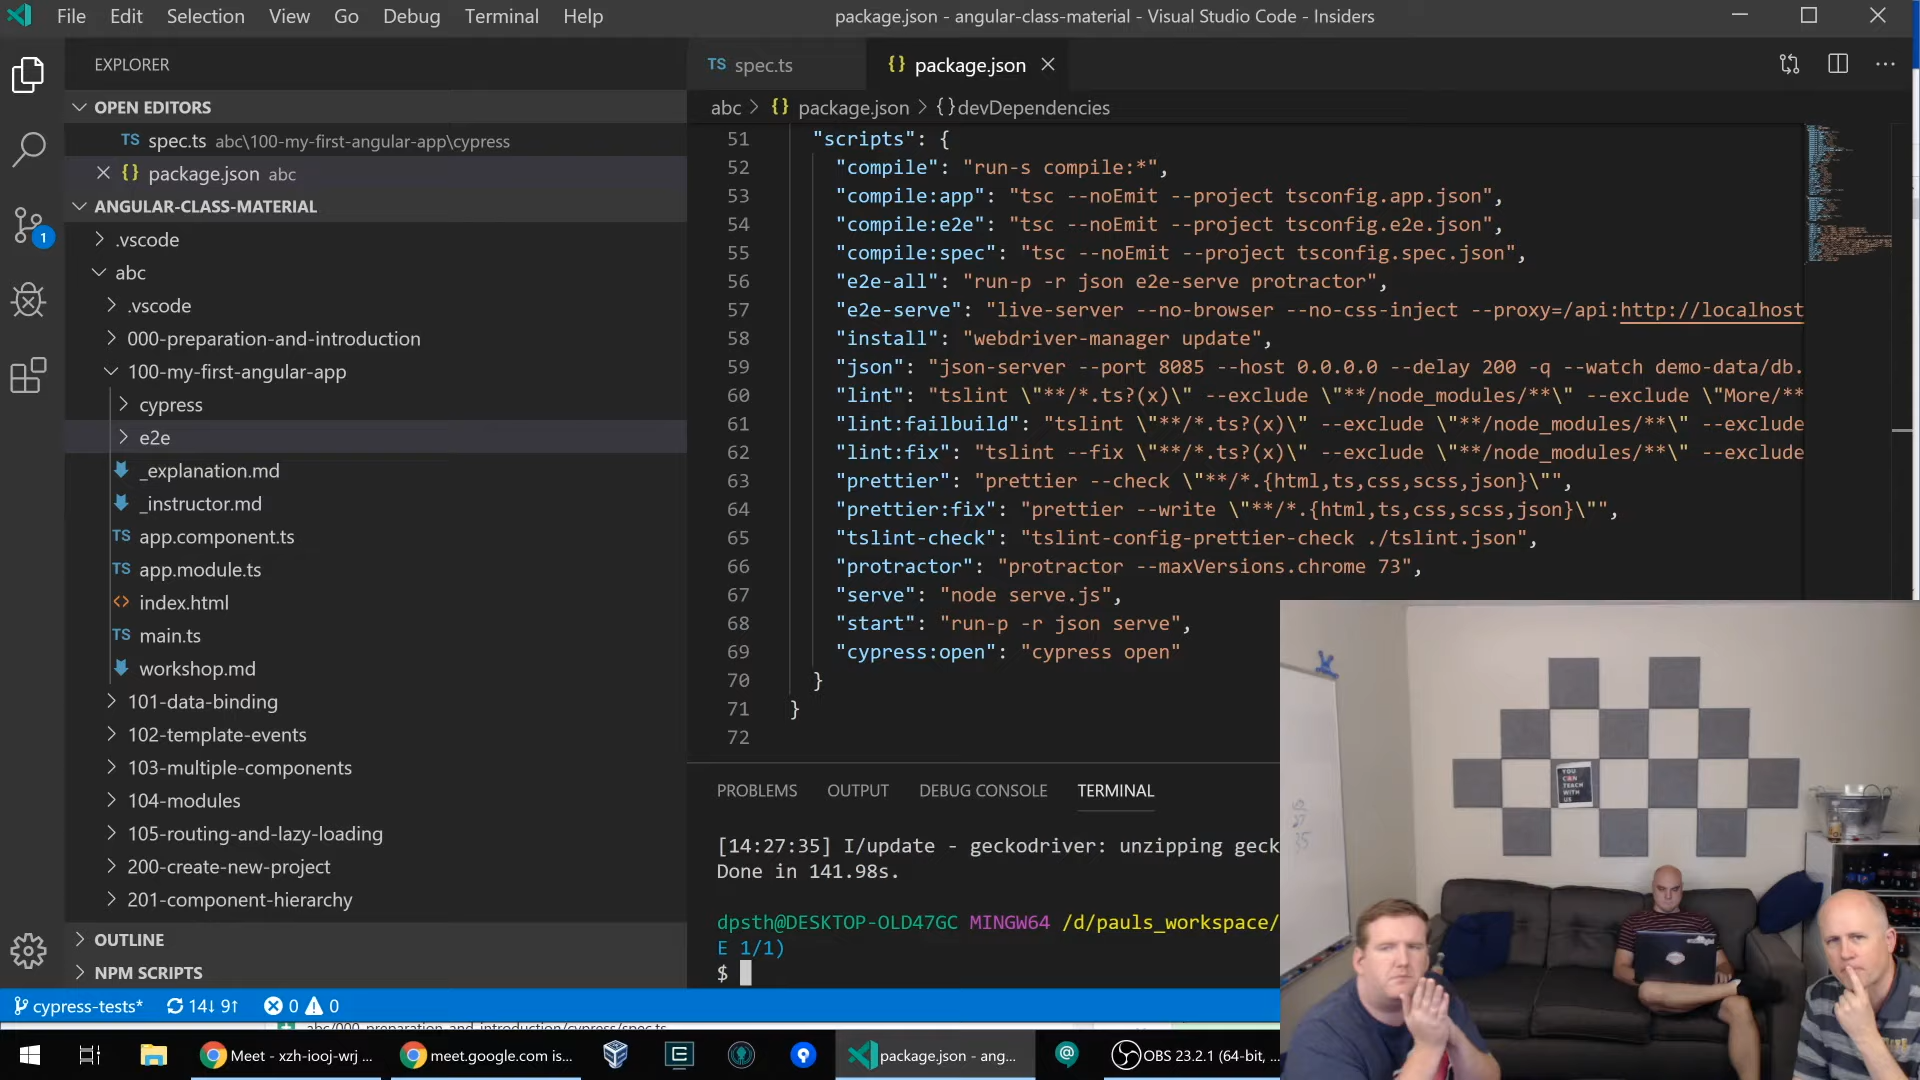 File Edit Selection View Go Debug Terminal Help
package.json - angular-class-material - Visual Studio Code - Insiders
EXPLORER
OPEN EDITORS
TS spec.ts abc\100-my-first-angular-app\cypress
{} package.json abc
ANGULAR-CLASS-MATERIAL
.vscode
abc
.vscode
000-preparation-and-introduction
100-my-first-angular-app
cypress
e2e
_explanation.md
_instructor.md
TS app.component.ts
TS app.module.ts
<> index.html
TS main.ts
workshop.md
101-data-binding
102-template-events
103-multiple-components
104-modules
105-routing-and-lazy-loading
200-create-new-project
201-component-hierarchy
OUTLINE
NPM SCRIPTS
1
TS spec.ts
{} package.json
abc > {} package.json > {} devDependencies
51 "scripts": {
52 "compile": "run-s compile:*",
53 "compile:app": "tsc --noEmit --project tsconfig.app.json",
54 "compile:e2e": "tsc --noEmit --project tsconfig.e2e.json",
55 "compile:spec": "tsc --noEmit --project tsconfig.spec.json",
56 "e2e-all": "run-p -r json e2e-serve protractor",
57 "e2e-serve": "live-server --no-browser --no-css-inject --proxy=/api:http://localhost
58 "install": "webdriver-manager update",
59 "json": "json-server --port 8085 --host 0.0.0.0 --delay 200 -q --watch demo-data/db.
60 "lint": "tslint \"**/*.ts?(x)\" --exclude \"**/node_modules/**\" --exclude \"More/**
61 "lint:failbuild": "tslint \"**/*.ts?(x)\" --exclude \"**/node_modules/**\" --exclude
62 "lint:fix": "tslint --fix \"**/*.ts?(x)\" --exclude \"**/node_modules/**\" --exclude
63 "prettier": "prettier --check \"**/*.{html,ts,css,scss,json}\"",
64 "prettier:fix": "prettier --write \"**/*.{html,ts,css,scss,json}\"",
65 "tslint-check": "tslint-config-prettier-check ./tslint.json",
66 "protractor": "protractor --maxVersions.chrome 73",
67 "serve": "node serve.js",
68 "start": "run-p -r json serve",
69 "cypress:open": "cypress open"
70 }
71 }
72
PROBLEMS OUTPUT DEBUG CONSOLE TERMINAL
[14:27:35] I/update - geckodriver: unzipping geck
Done in 141.98s.
dpsth@DESKTOP-OLD47GC MINGW64 /d/pauls_workspace/
E 1/1)
$
YOU
CAN
TEACH
WITH
US
cypress-tests* 14↓ 9↑ 0 0
abc/000-preparation-and-introduction/cypress/spec.ts
Meet - xzh-iooj-wrj ...
meet.google.com is...
package.json - ang...
OBS 23.2.1 (64-bit, ...